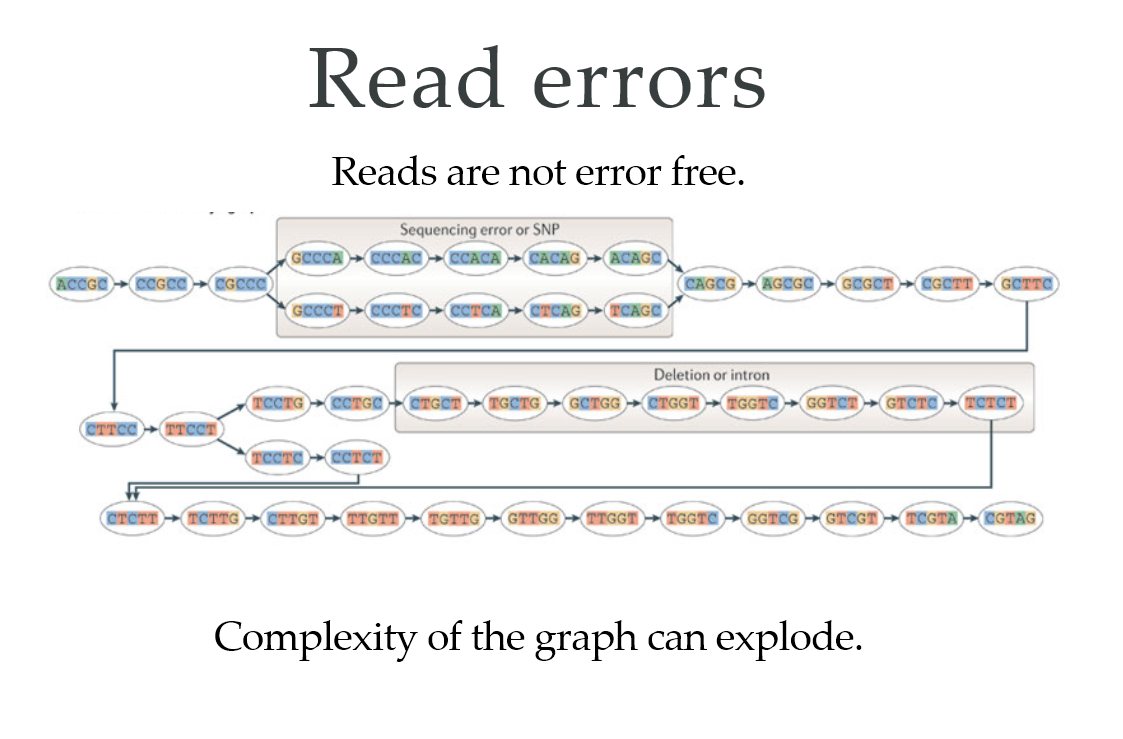 Read errors
Reads are not error free.
Sequencing error or SNP
GCCCA CCCAC CCACA CACAG ACAGC
ACCGC CCGCC CGCCC CAGCG AGCGC GCGCT CGCTT GCTTC
GCCCT CCCTC CCTCA CTCAG TCAGC
Deletion or intron
TCCTG CCTGC CTGCT TGCTG GCTGG CTGGT TGGTC GGTCT GTCTC TCTCT
CTTCC TTCCT
TCCTC CCTCT
CTCTT TCTTG CTTGT TTGTT TGTTG GTTGG TTGGT TGGTC GGTCG GTCGT TCGTA CGTAG
Complexity of the graph can explode.